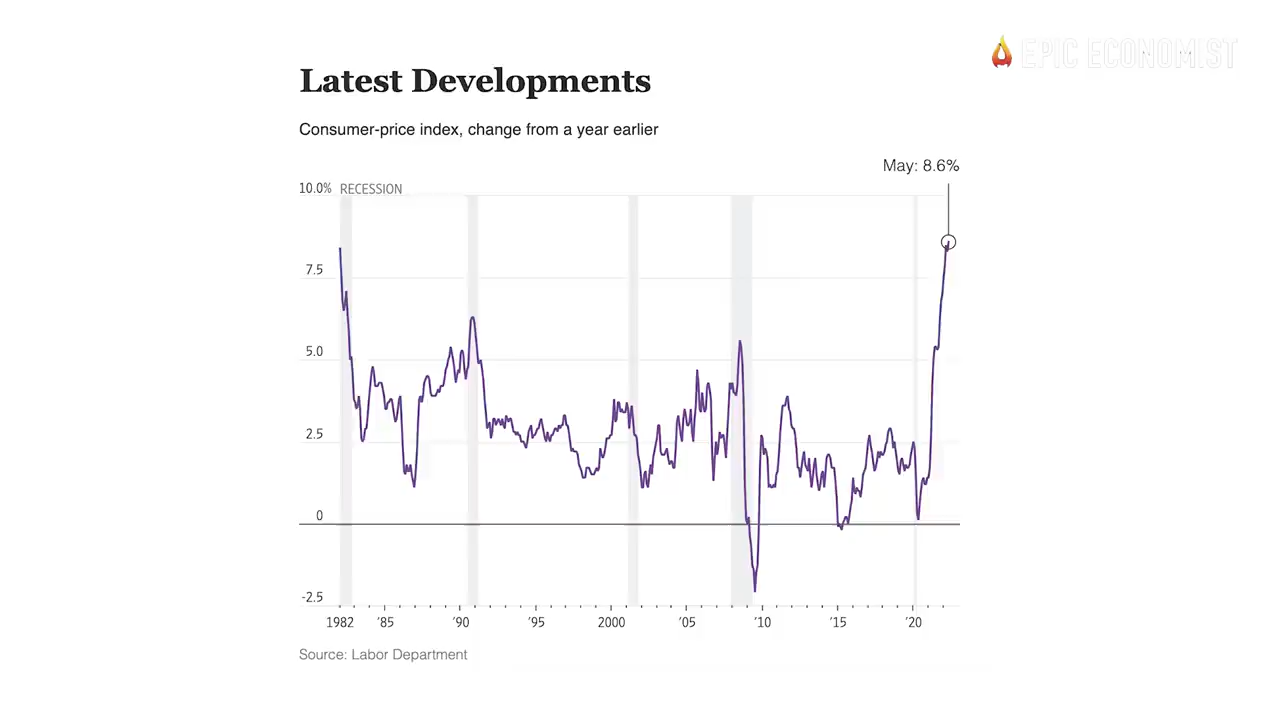 EPIC ECONOMIST
Latest Developments
Consumer-price index, change from a year earlier
May: 8.6%
10.0% RECESSION
7.5
5.0
2.5
0
-2.5
1982 '85 '90 '95 2000 '05 '10 '15 '20
Source: Labor Department